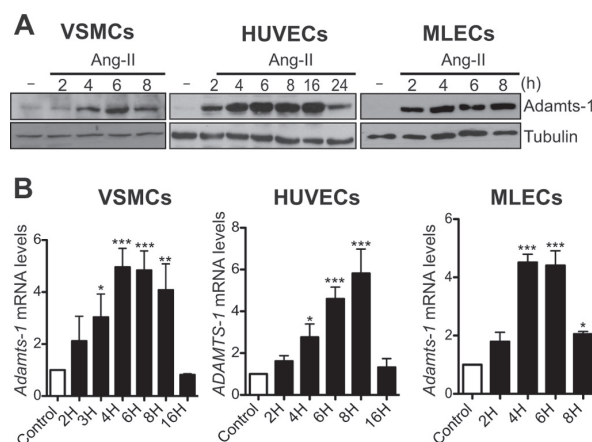 A
VSMCs HUVECs MLECs
Ang-II Ang-II Ang-II
– 2 4 6 8 – 2 4 6 8 16 24 – 2 4 6 8 (h)
Adamts-1
Tubulin
B
VSMCs HUVECs MLECs
Adamts-1 mRNA levels
6
4
2
0
*
***
***
**
Control 2H 3H 4H 6H 8H 16H
ADAMTS-1 mRNA levels
8
6
4
2
0
*
***
***
Control 2H 4H 6H 8H 16H
Adamts-1 mRNA levels
6
4
2
0
***
***
*
Control 2H 4H 6H 8H